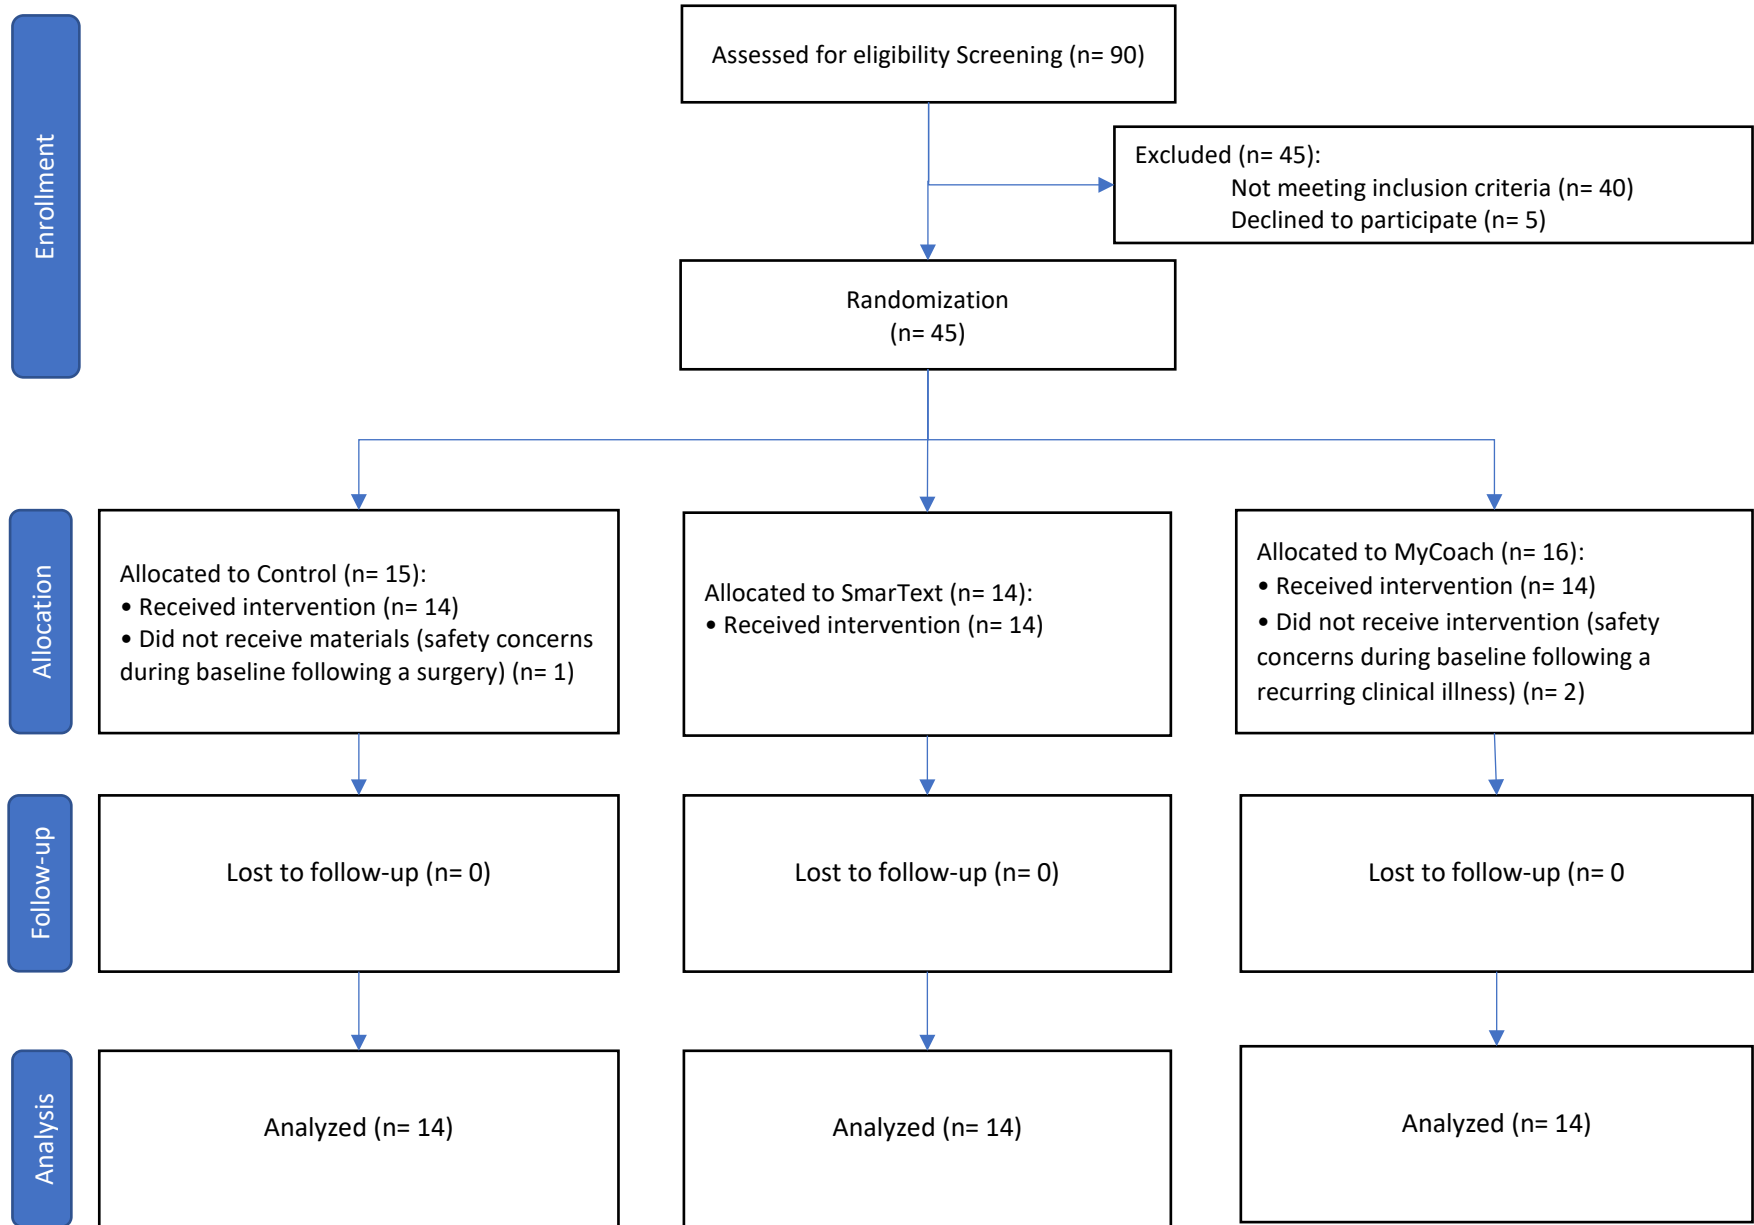 Enrollment
Assessed for eligibility Screening (n= 90)
Excluded (n= 45):
Not meeting inclusion criteria (n= 40)
Declined to participate (n= 5)
Randomization
(n= 45)
Allocation
Allocated to Control (n= 15):
• Received intervention (n= 14)
• Did not receive materials (safety
concerns during baseline following a surgery) (n= 1)
Allocated to SmarText (n= 14):
• Received intervention (n= 14)
Allocated to MyCoach (n= 16):
• Received intervention (n= 14)
• Did not receive intervention (safety
concerns during baseline following a
recurring clinical illness) (n= 2)
Follow-up
Lost to follow-up (n= 0)
Lost to follow-up (n= 0)
Lost to follow-up (n= 0
Analysis
Analyzed (n= 14)
Analyzed (n= 14)
Analyzed (n= 14)